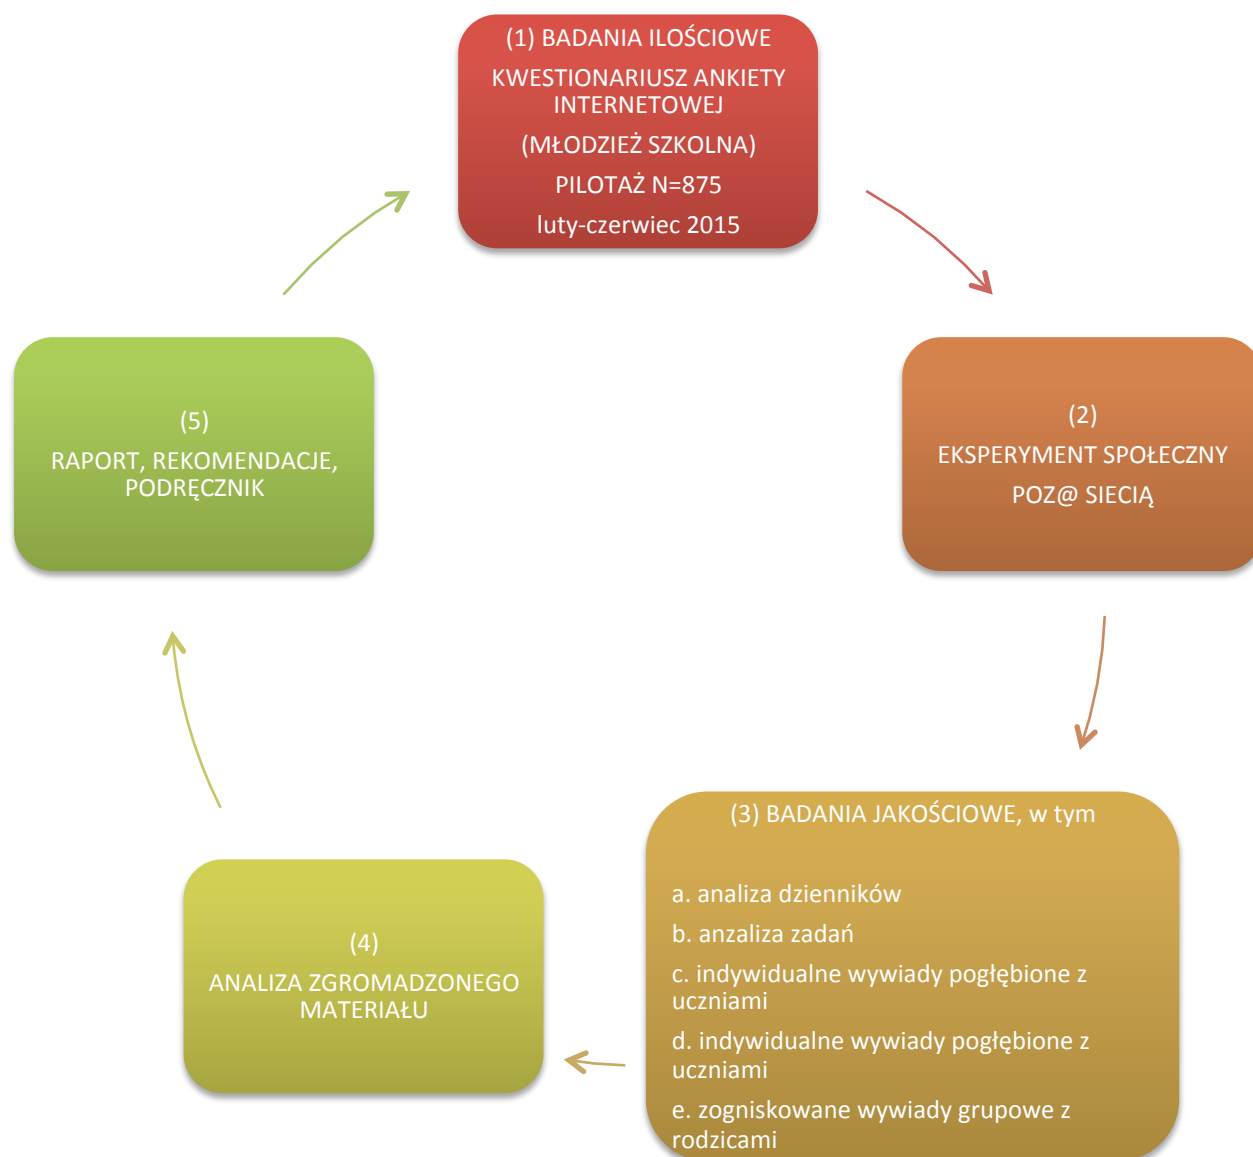 (1) BADANIA ILOŚCIOWE
KWESTIONARIUSZ ANKIETY
INTERNETOWEJ
(MŁODZIEŻ SZKOLNA)
PILOTAŻ N=875
luty-czerwiec 2015
(2)
EKSPERYMENT SPOŁECZNY
POZ@ SIECIĄ
(3) BADANIA JAKOŚCIOWE, w tym
a. analiza dzienników
b. anzaliza zadań
c. indywidualne wywiady pogłębione z
uczniami
d. indywidualne wywiady pogłębione z
uczniami
e. zogniskowane wywiady grupowe z
rodzicami
(4)
ANALIZA ZGROMADZONEGO
MATERIAŁU
(5)
RAPORT, REKOMENDACJE,
PODRĘCZNIK